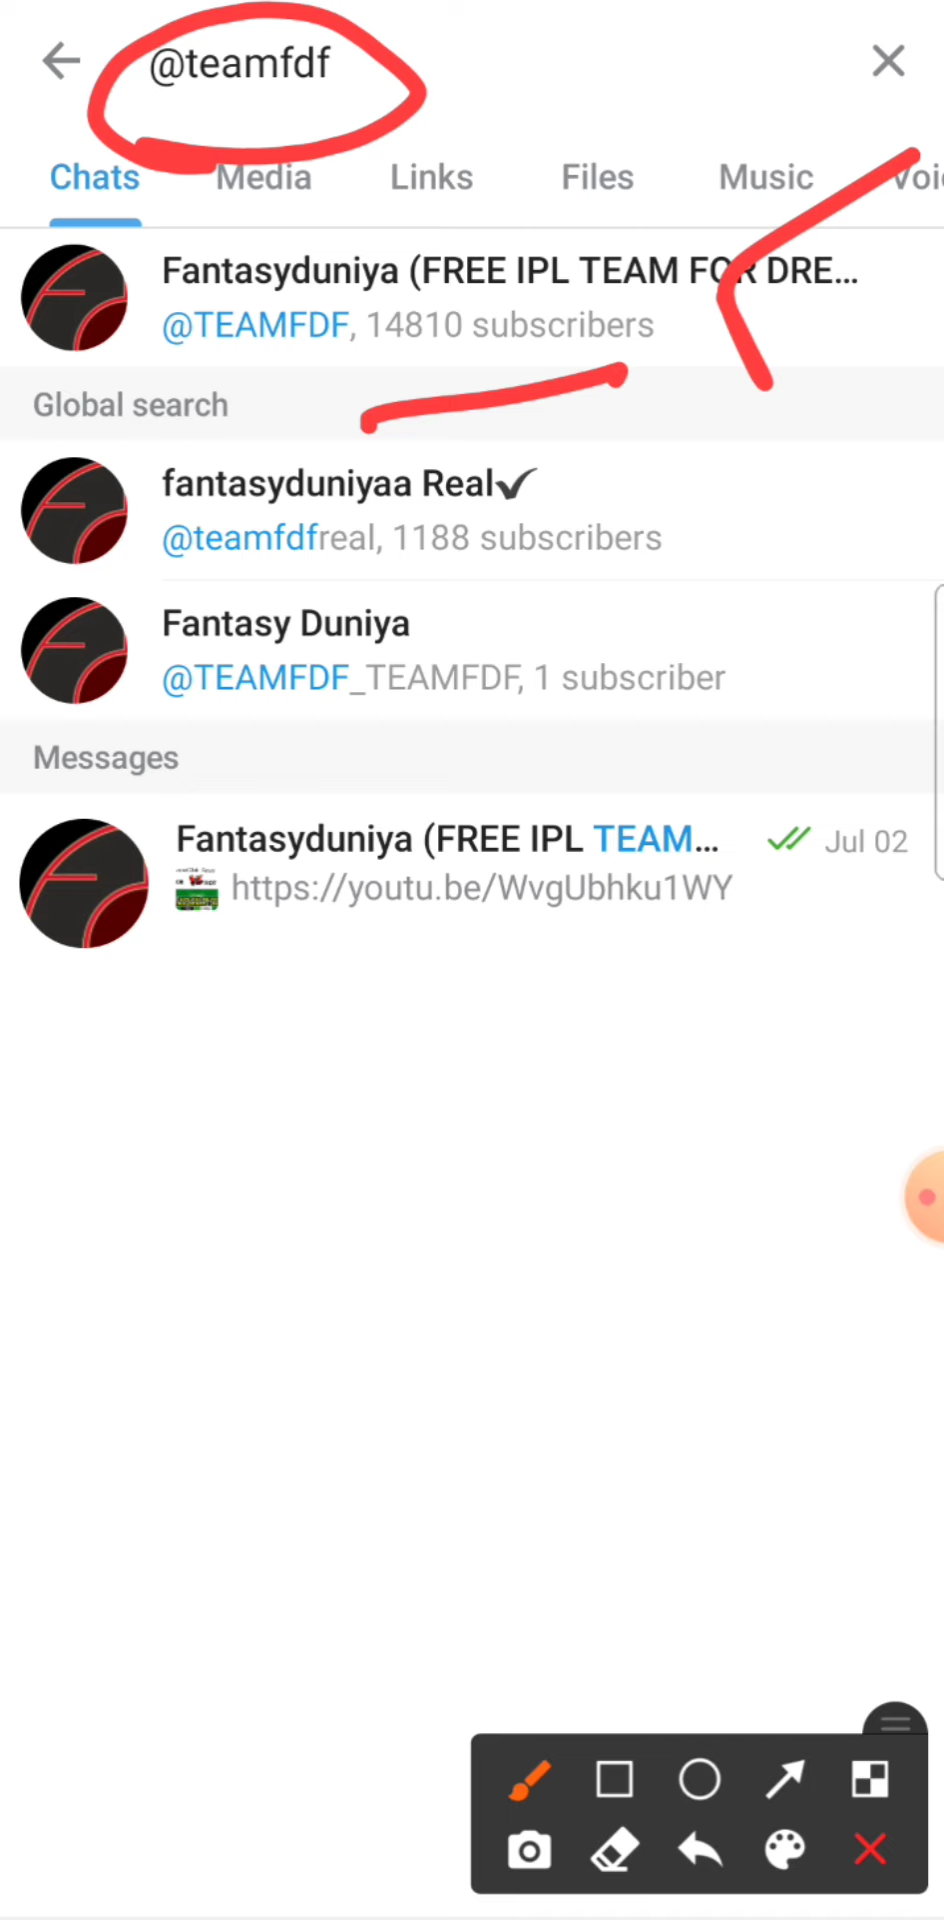 @teamfdf
Chats Media Links Files Music Voi
Fantasyduniya (FREE IPL TEAM FOR DRE...
@TEAMFDF, 14810 subscribers
Global search
fantasyduniyaa Real✓
@teamfdfreal, 1188 subscribers
Fantasy Duniya
@TEAMFDF_TEAMFDF, 1 subscriber
Messages
Fantasyduniya (FREE IPL TEAM... Jul 02
https://youtu.be/WvgUbhku1WY